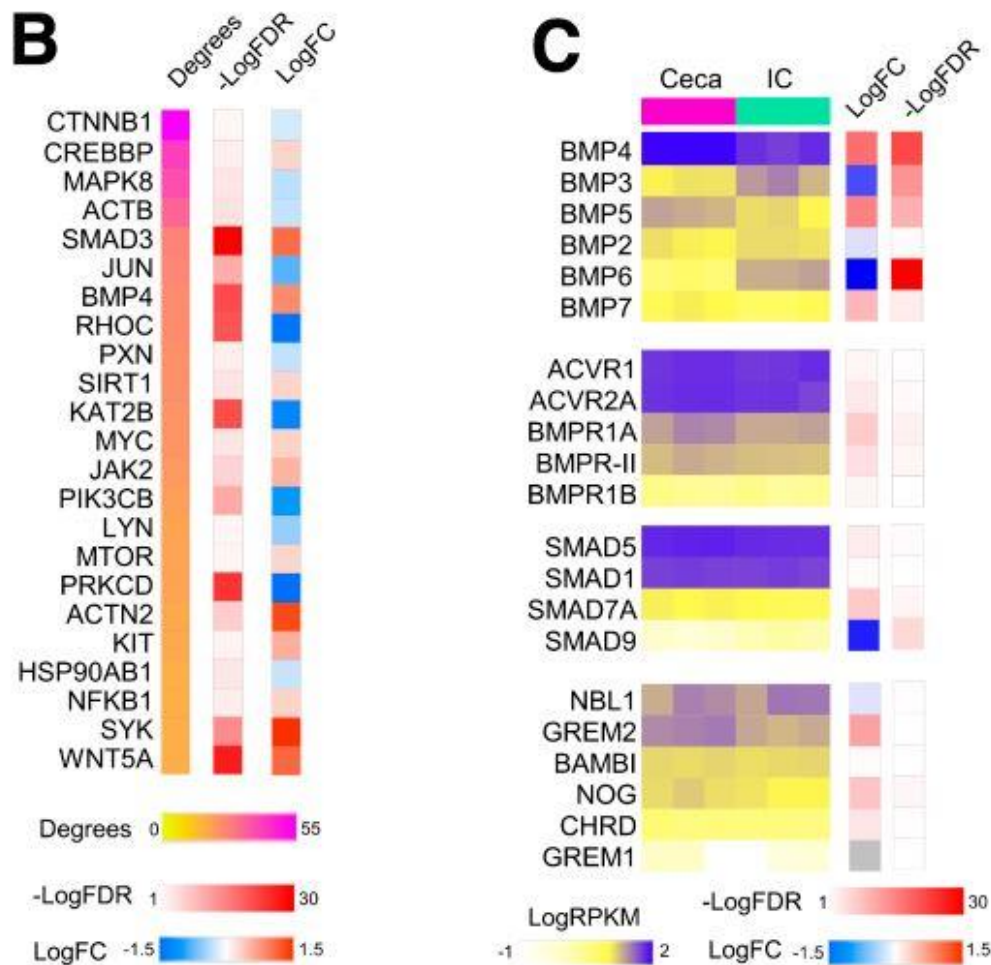 B
Degrees
-LogFDR
LogFC
CTNNB1
CREBBP
MAPK8
ACTB
SMAD3
JUN
BMP4
RHOC
PXN
SIRT1
KAT2B
MYC
JAK2
PIK3CB
LYN
MTOR
PRKCD
ACTN2
KIT
HSP90AB1
NFKB1
SYK
WNT5A
Degrees 0 55
-LogFDR 1 30
LogFC -1.5 1.5
C
Ceca IC
LogFC
-LogFDR
BMP4
BMP3
BMP5
BMP2
BMP6
BMP7
ACVR1
ACVR2A
BMPR1A
BMPR-II
BMPR1B
SMAD5
SMAD1
SMAD7A
SMAD9
NBL1
GREM2
BAMBI
NOG
CHRD
GREM1
LogRPKM
-1 2
-LogFDR 1 30
LogFC -1.5 1.5